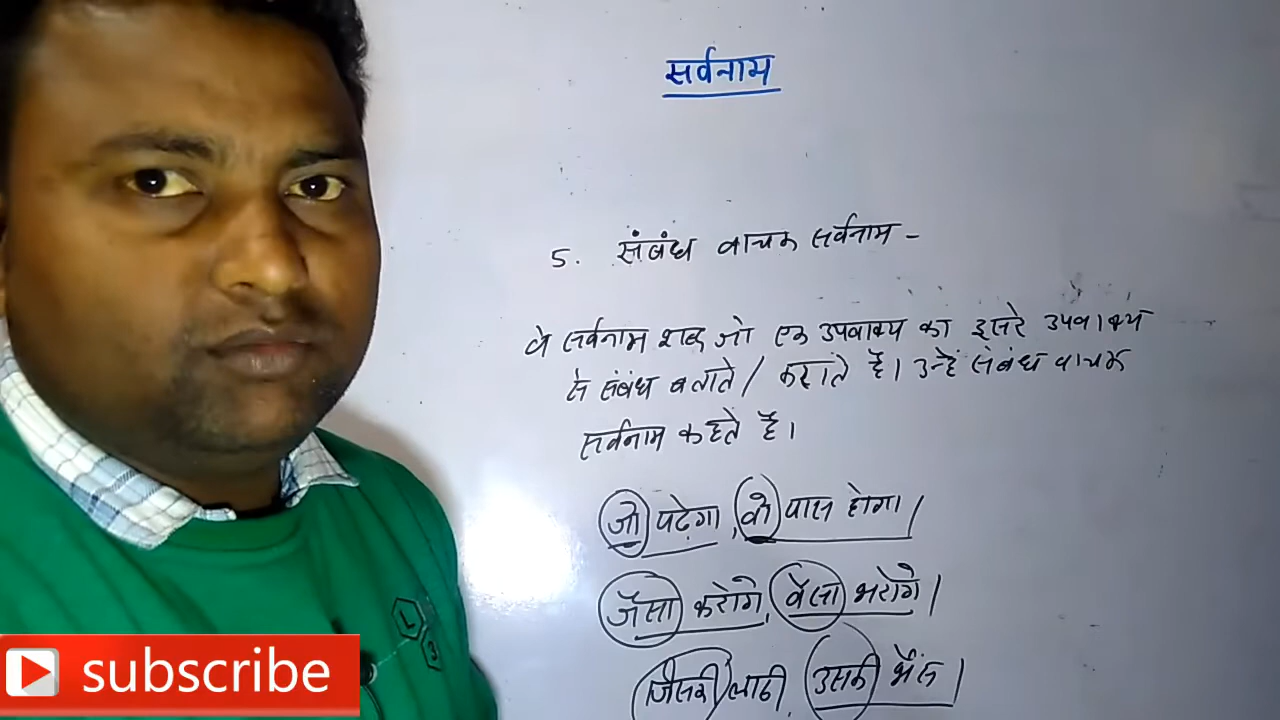 सर्वनाम
5. संबंध वाचक सर्वनाम -
वे सर्वनाम शब्द जो एक उपवाक्य का दूसरे उपवाक्य
से संबंध बताते / कराते है। उन्हें संबंध वाचक
सर्वनाम कहते है।
जो पढ़ेगा, वो पास होगा।
जैसा करोगे, वैसा भरोगे।
जिसकी लाठी, उसकी भैंस।
L
3
subscribe